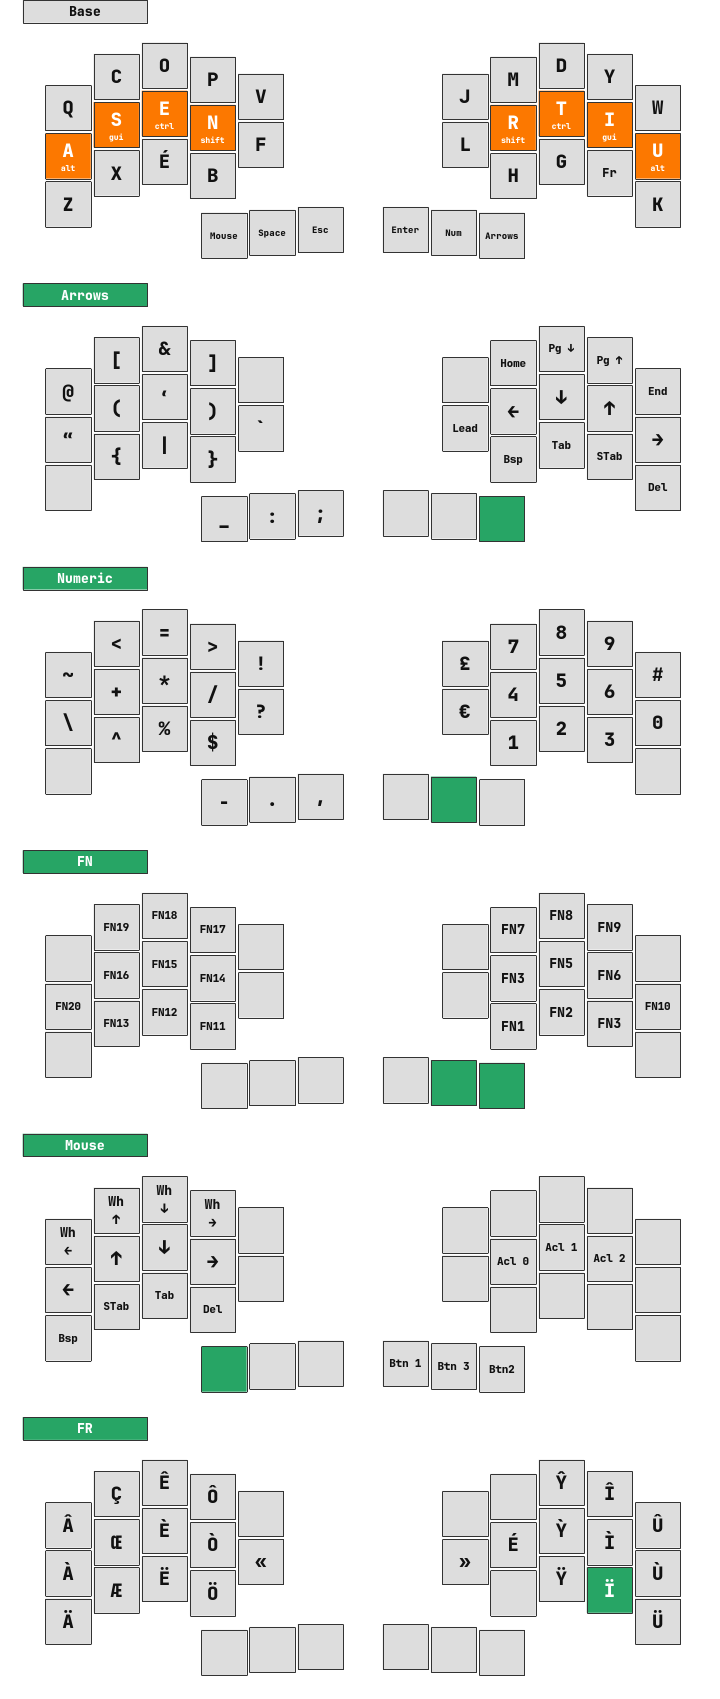 Base
Q C O P V J M D Y W
A alt S gui E ctrl N shift F L R shift T ctrl I gui U alt
Z X É B H G Fr K
Mouse Space Esc Enter Num Arrows
Arrows
@ [ & ] Home Pg ↓ Pg ↑ End
“ ( ‘ ) ` Lead ← ↓ ↑ →
{ | } Bsp Tab STab Del
_ : ;
Numeric
~ < = > ! £ 7 8 9 #
\ + * / ? € 4 5 6 0
^ % $ 1 2 3
- . ,
FN
FN19 FN18 FN17 FN7 FN8 FN9
FN20 FN16 FN15 FN14 FN3 FN5 FN6 FN10
FN13 FN12 FN11 FN1 FN2 FN3
Mouse
Wh ← Wh ↑ Wh ↓ Wh →
← ↑ ↓ → Acl 0 Acl 1 Acl 2
Bsp STab Tab Del
Btn 1 Btn 3 Btn2
FR
Â Ç Ê Ô Ŷ Î Û
À Œ È Ò « » É Ỳ Ì Ù
Ä Æ Ë Ö Ÿ Ï Ü